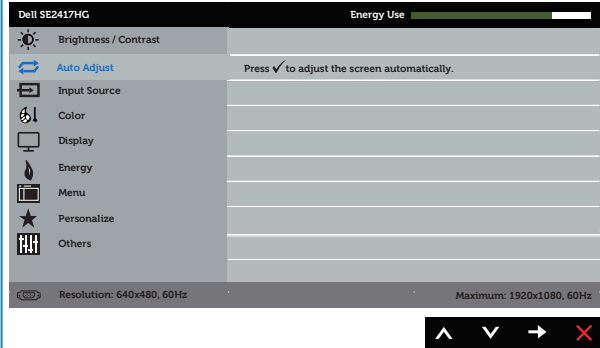 Dell SE2417HG
Energy Use
Brightness / Contrast
Auto Adjust
Press ✓ to adjust the screen automatically.
Input Source
Color
Display
Energy
Menu
Personalize
Others
Resolution: 640x480, 60Hz
Maximum: 1920x1080, 60Hz